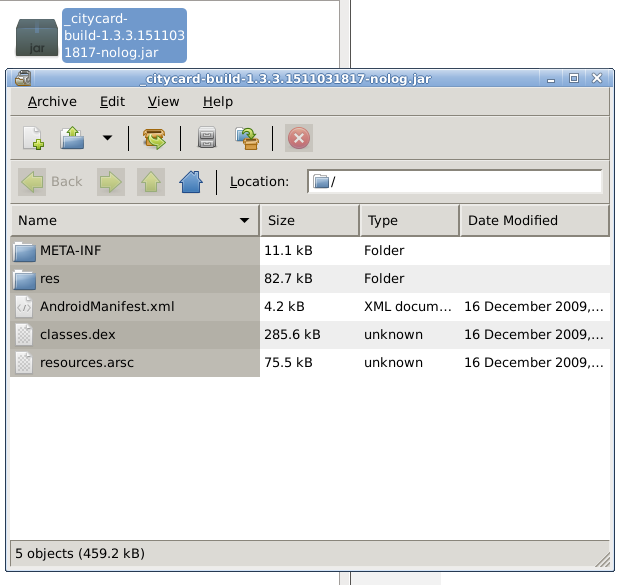 _citycard-
build-1.3.3.151103
1817-nolog.jar
jar
_citycard-build-1.3.3.1511031817-nolog.jar
Archive Edit View Help
Back Location: /
Name Size Type Date Modified
META-INF 11.1 kB Folder
res 82.7 kB Folder
AndroidManifest.xml 4.2 kB XML docum... 16 December 2009,...
classes.dex 285.6 kB unknown 16 December 2009,...
resources.arsc 75.5 kB unknown 16 December 2009,...
5 objects (459.2 kB)